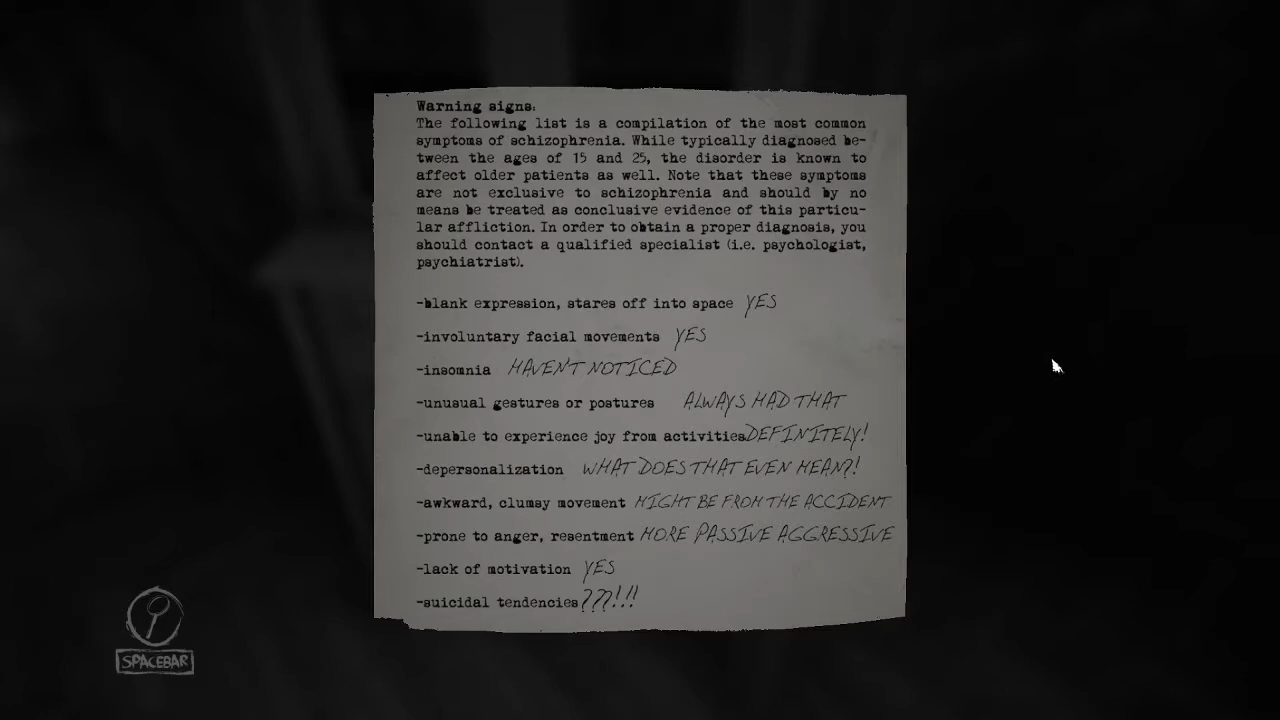 Warning signs:
The following list is a compilation of the most common
symptoms of schizophrenia. While typically diagnosed be-
tween the ages of 15 and 25, the disorder is known to
affect older patients as well. Note that these symptoms
are not exclusive to schizophrenia and should by no
means be treated as conclusive evidence of this particu-
lar affliction. In order to obtain a proper diagnosis, you
should contact a qualified specialist (i.e. psychologist,
psychiatrist).
-blank expression, stares off into space YES
-involuntary facial movements YES
-insomnia HAVEN'T NOTICED
-unusual gestures or postures ALWAYS HAD THAT
-unable to experience joy from activities DEFINITELY!
-depersonalization WHAT DOES THAT EVEN MEAN?!
-awkward, clumsy movement MIGHT BE FROM THE ACCIDENT
-prone to anger, resentment MORE PASSIVE AGGRESSIVE
-lack of motivation YES
-suicidal tendencies ???!!!
SPACEBAR